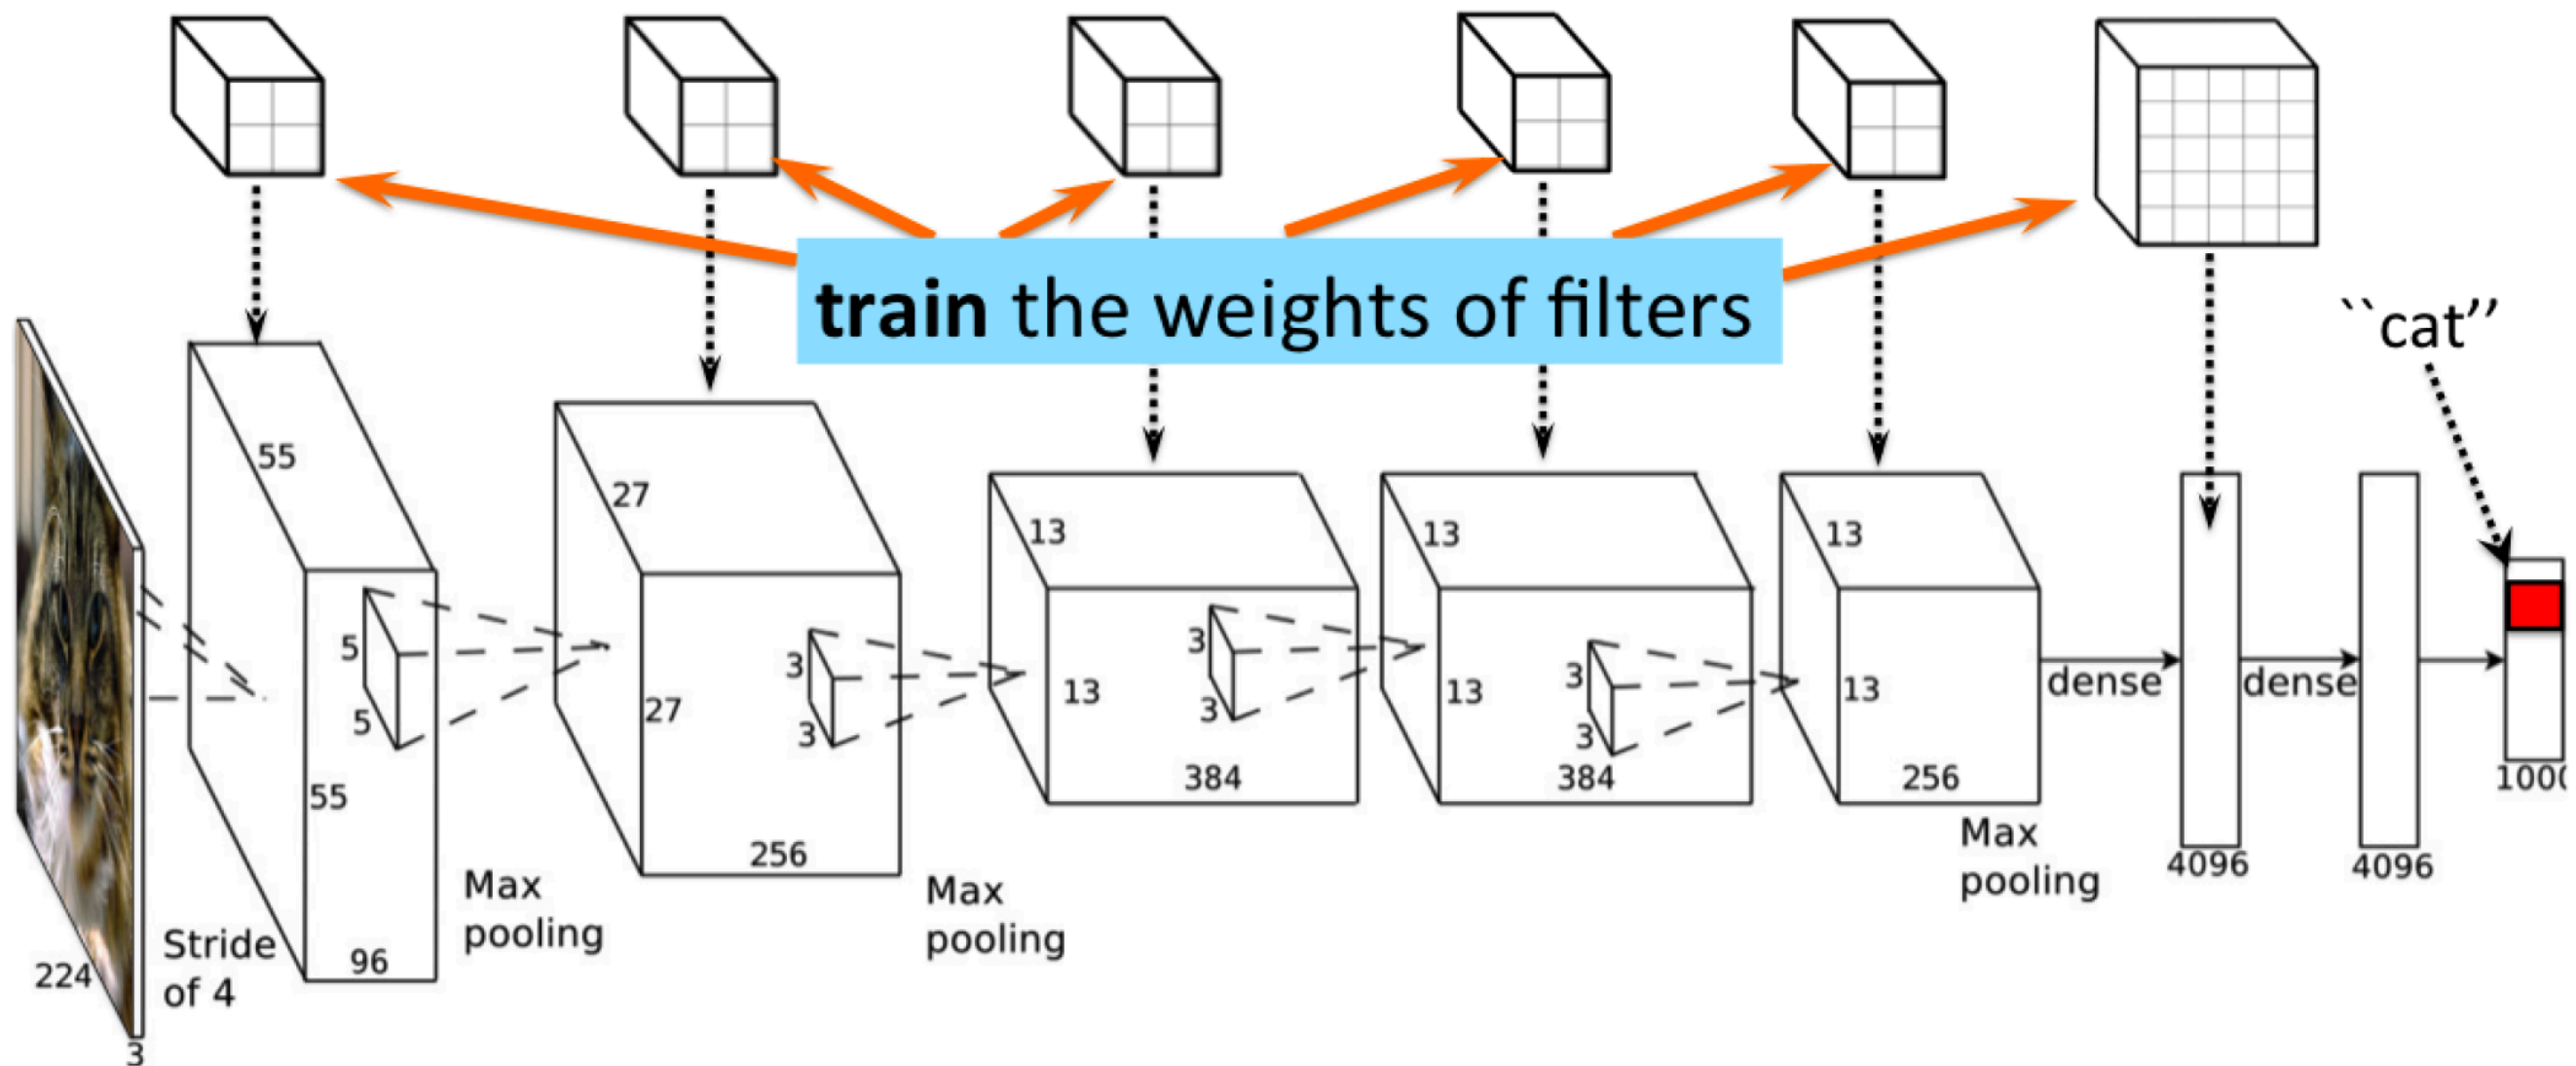 train the weights of filters
``cat’’
55
27
13
13
13
5
5
55
96
3
3
27
256
3
3
13
384
3
3
13
384
13
256
dense
dense
Max
pooling
Max
pooling
Max
pooling
4096
4096
Stride
of 4
224
3